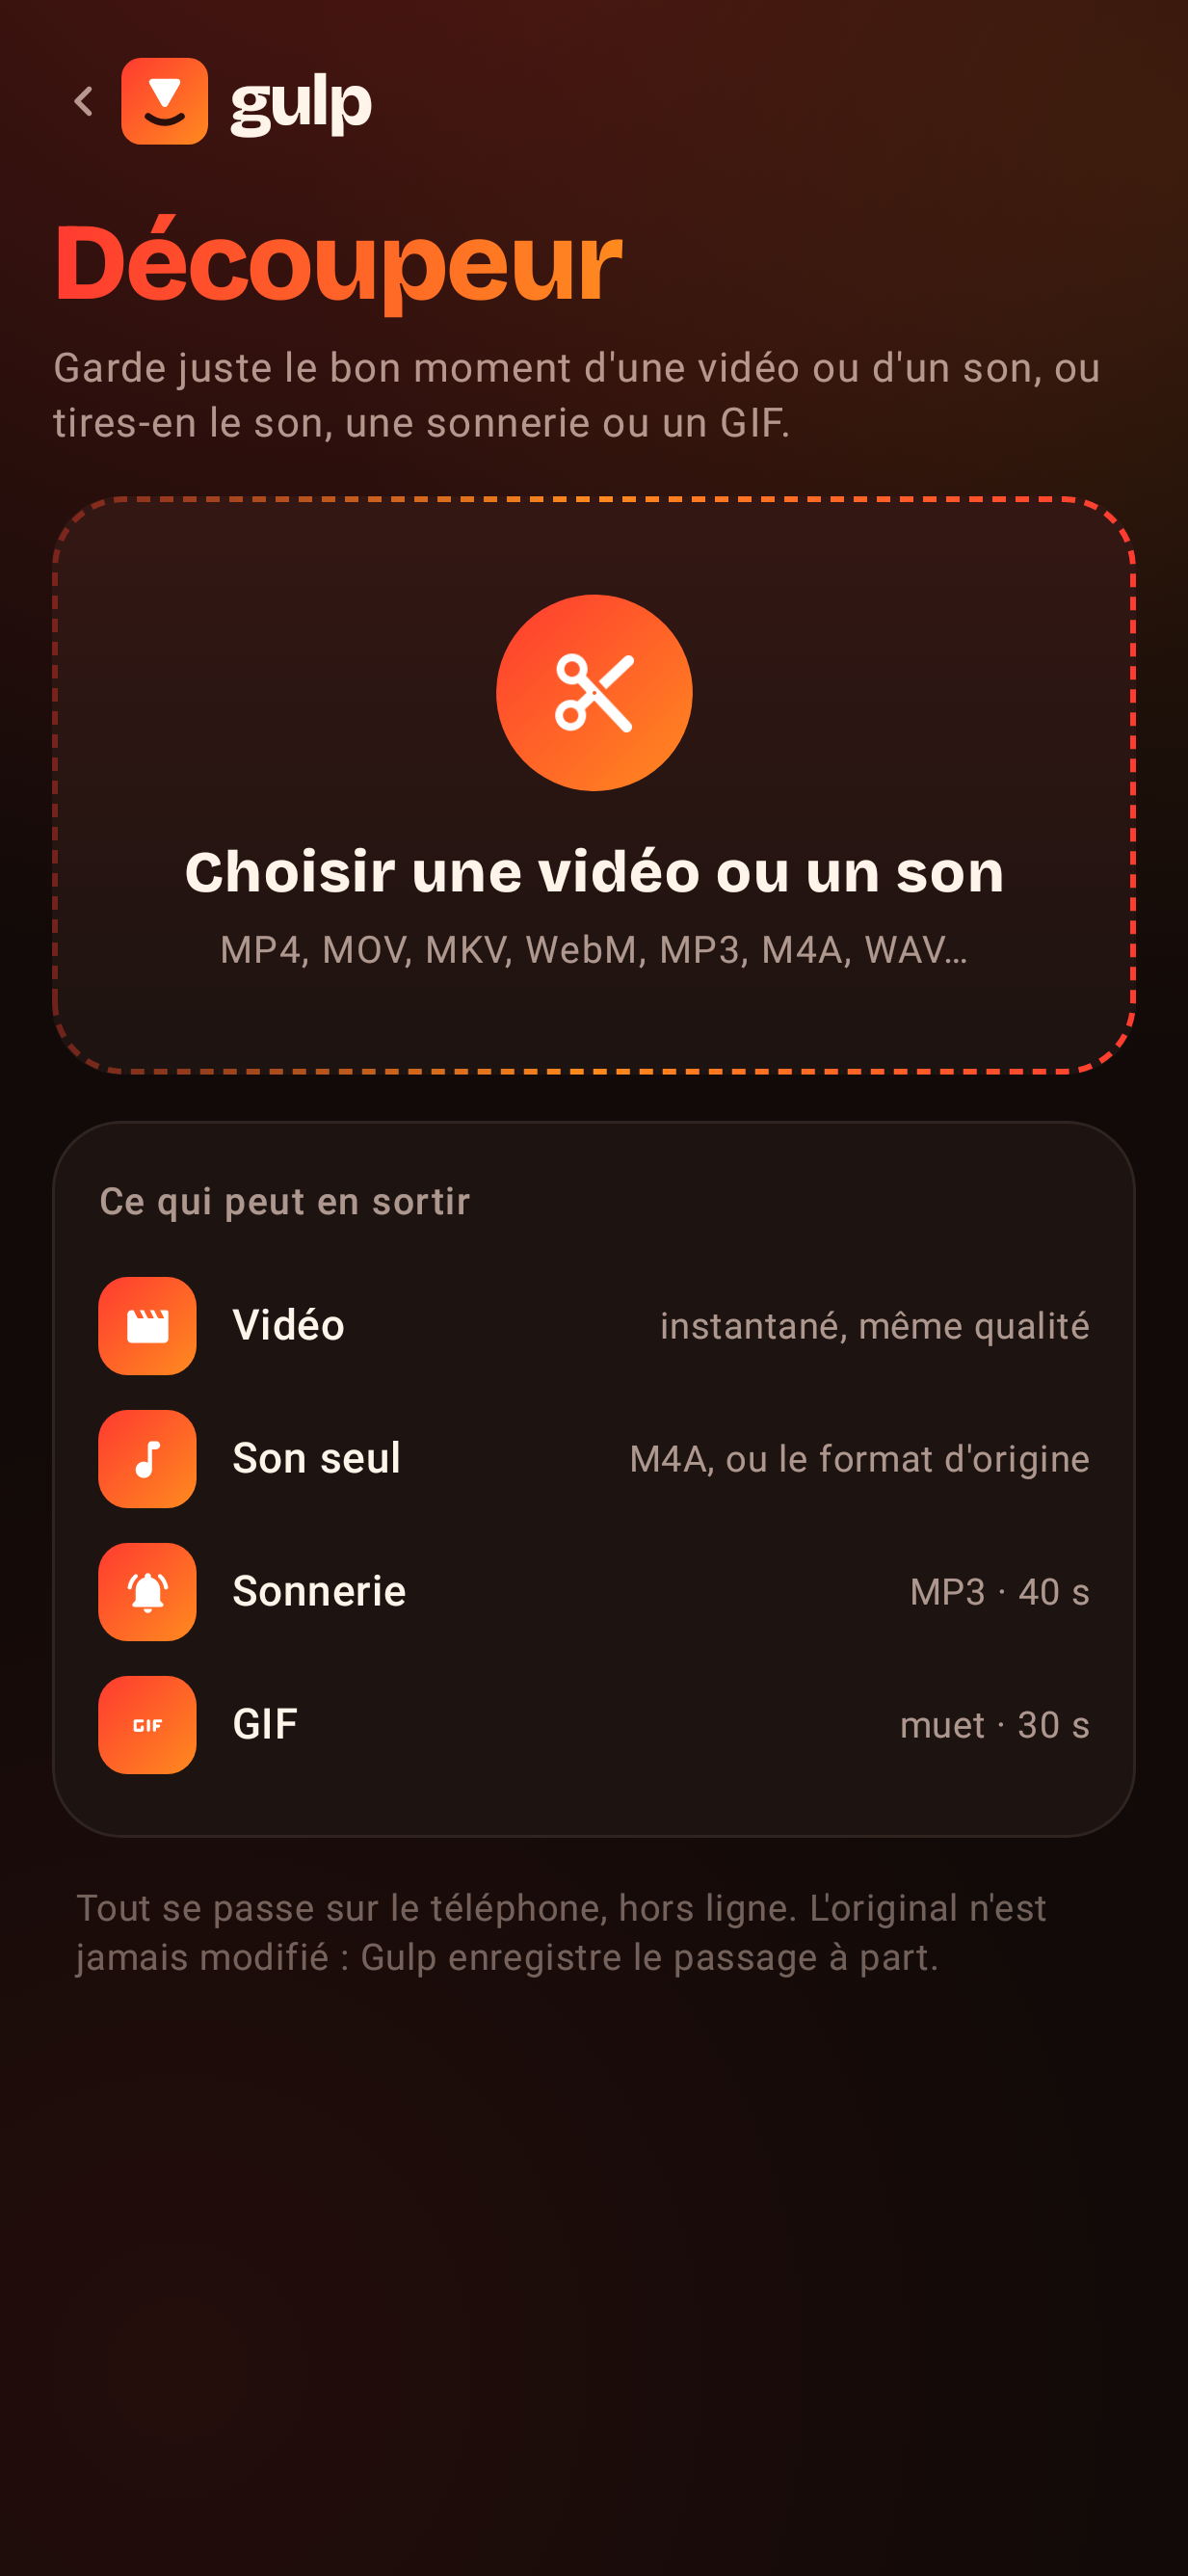 gulp
Découpeur
Garde juste le bon moment d'une vidéo ou d'un son, ou
tires-en le son, une sonnerie ou un GIF.
Choisir une vidéo ou un son
MP4, MOV, MKV, WebM, MP3, M4A, WAV…
Ce qui peut en sortir
Vidéo instantané, même qualité
Son seul M4A, ou le format d'origine
Sonnerie MP3 · 40 s
GIF GIF muet · 30 s
Tout se passe sur le téléphone, hors ligne. L'original n'est
jamais modifié : Gulp enregistre le passage à part.